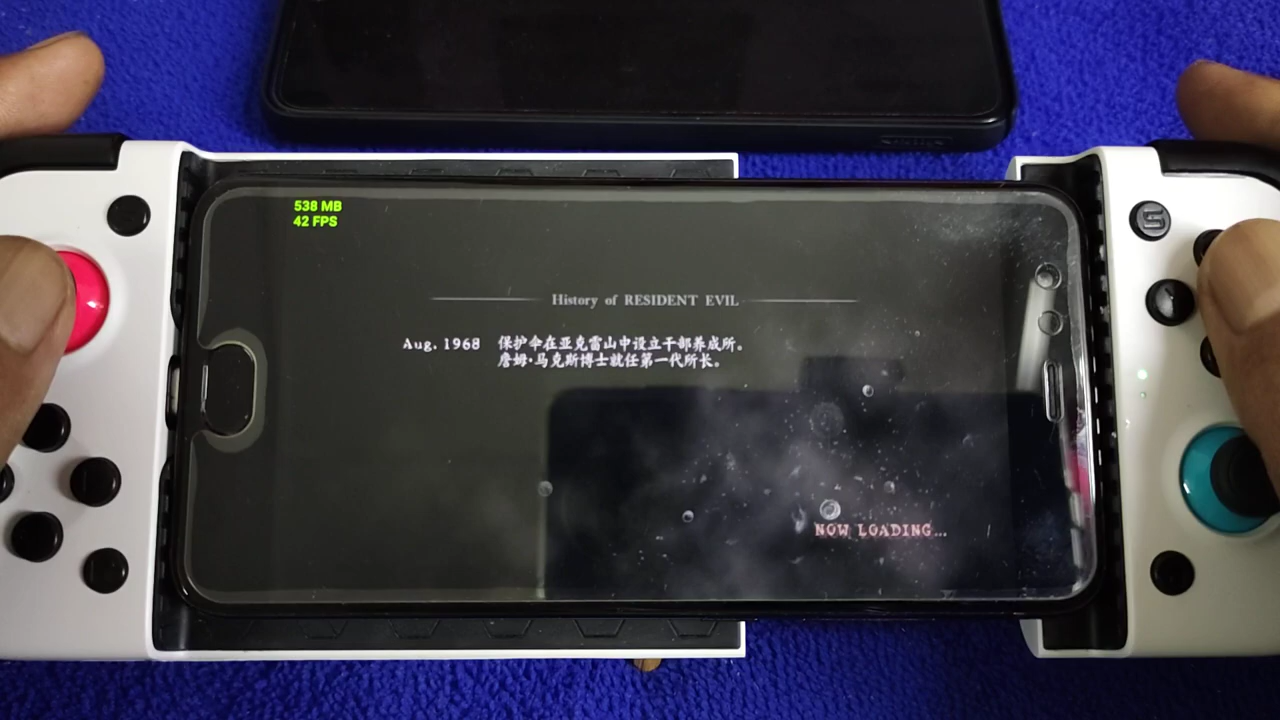 538 MB
42 FPS
History of RESIDENT EVIL
Aug. 1968 保护伞在亚克雷山中设立干部养成所。
詹姆·马克斯博士就任第一代所长。
NOW LOADING...
S